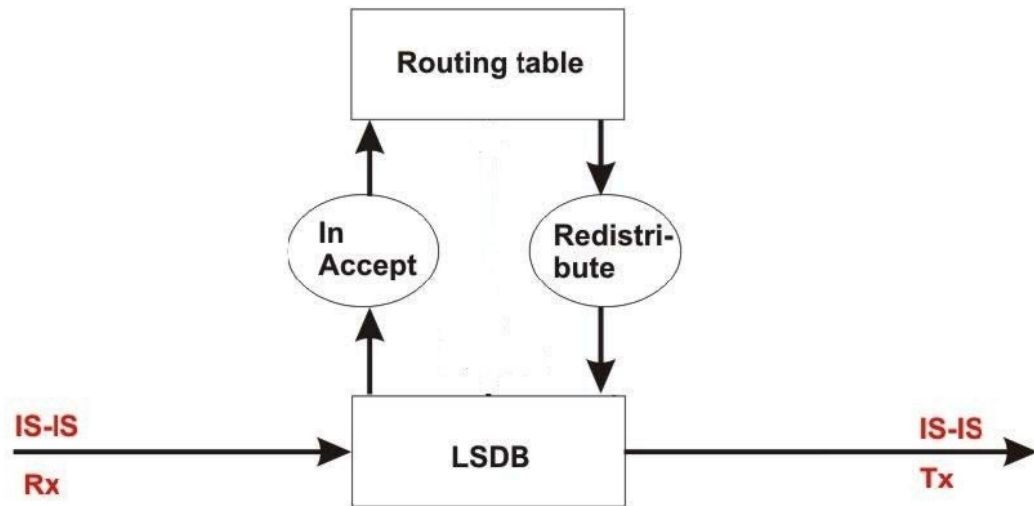 Routing table
In
Accept
Redistri-
bute
IS-IS
Rx
LSDB
IS-IS
Tx